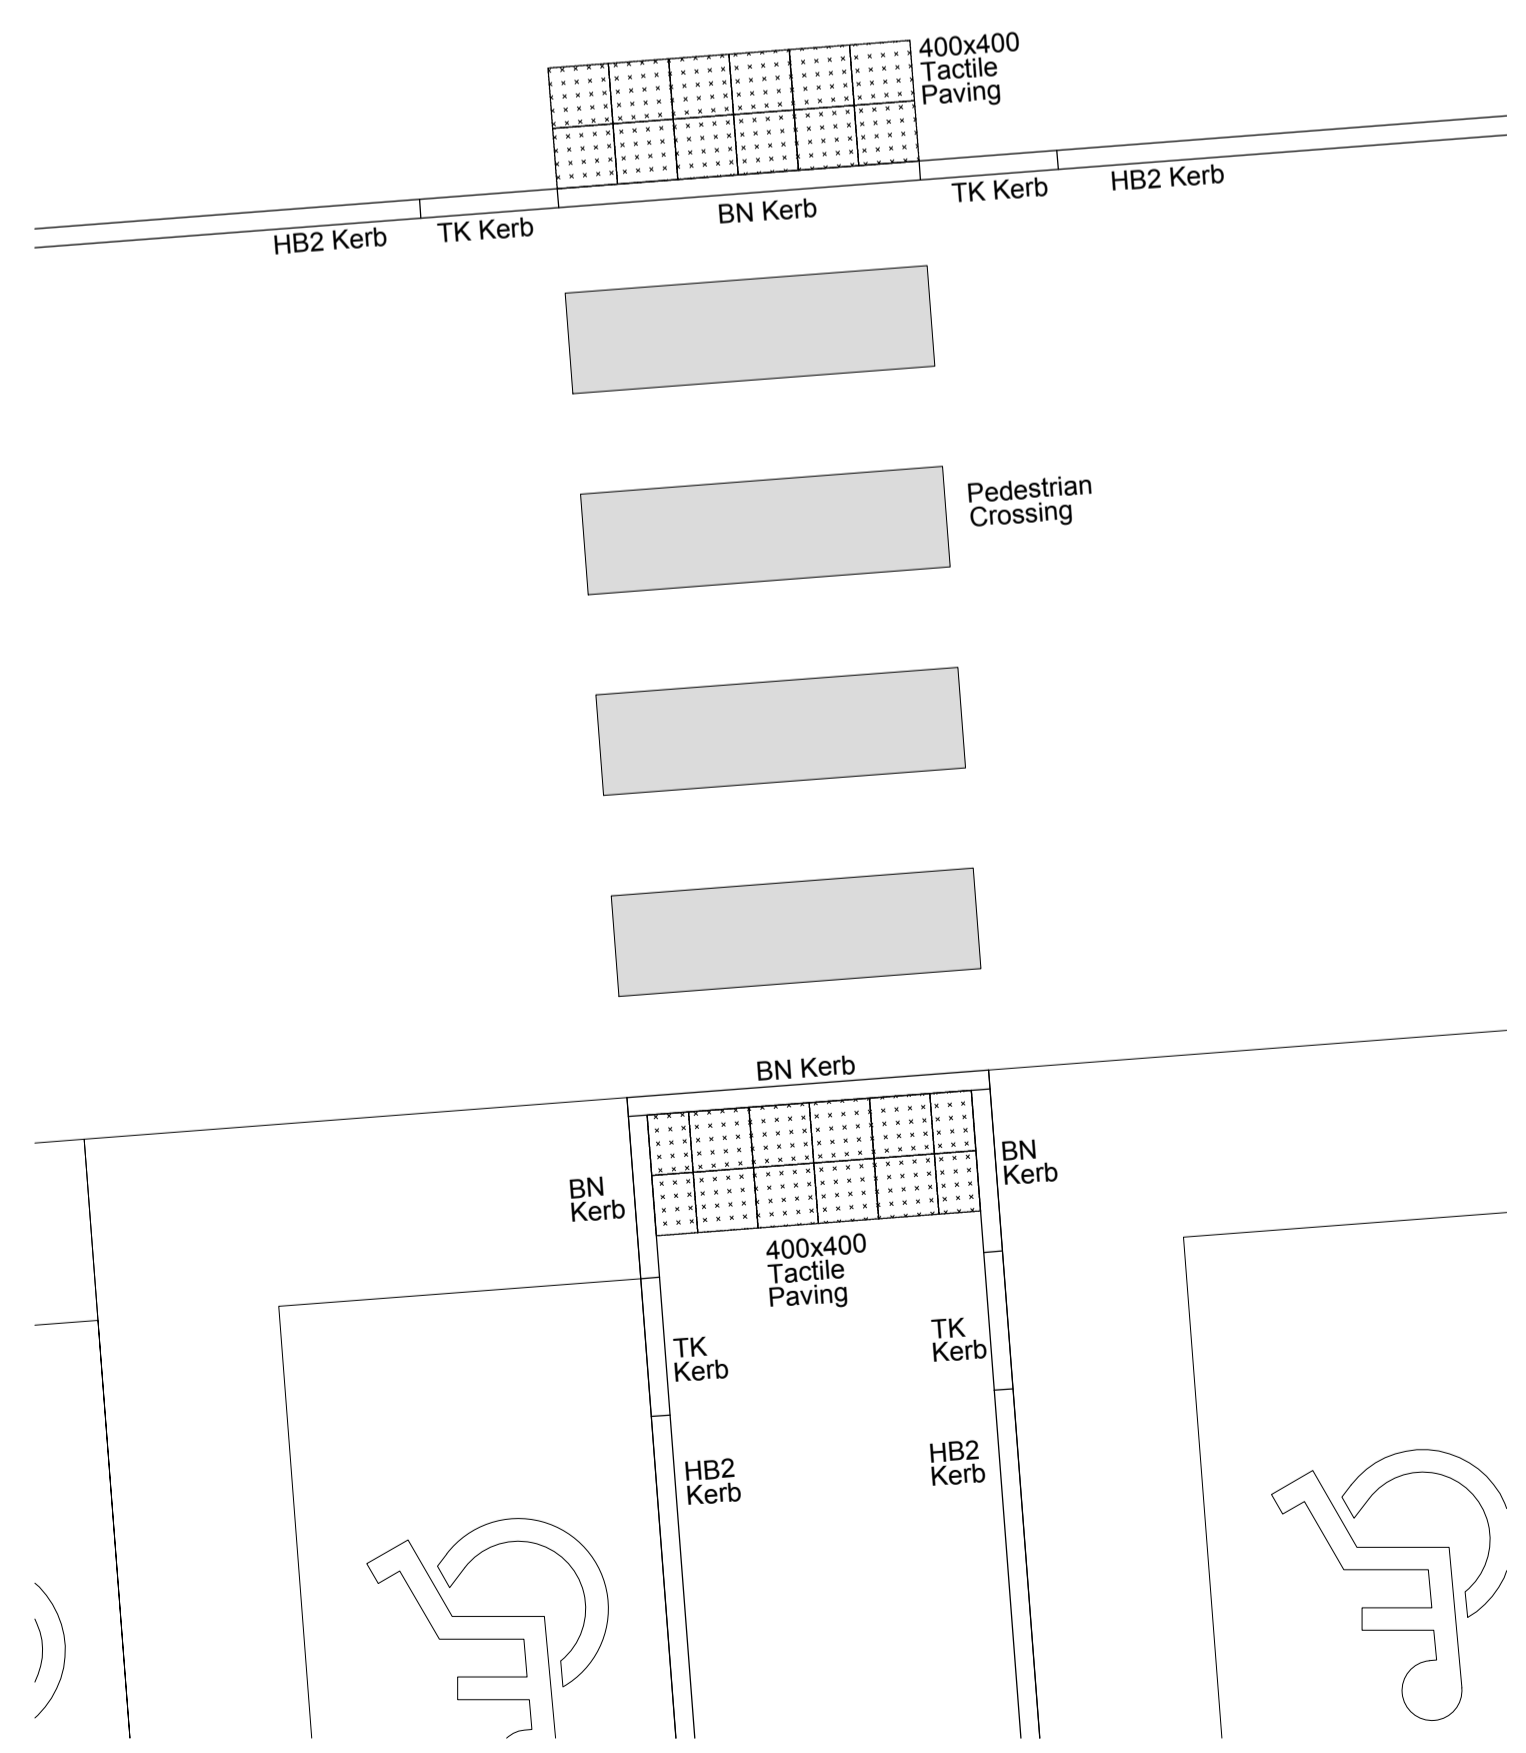 400x400
Tactile
Paving
HB2 Kerb
TK Kerb
BN Kerb
TK Kerb
HB2 Kerb
Pedestrian
Crossing
BN Kerb
BN
Kerb
BN
Kerb
400x400
Tactile
Paving
TK
Kerb
TK
Kerb
HB2
Kerb
HB2
Kerb